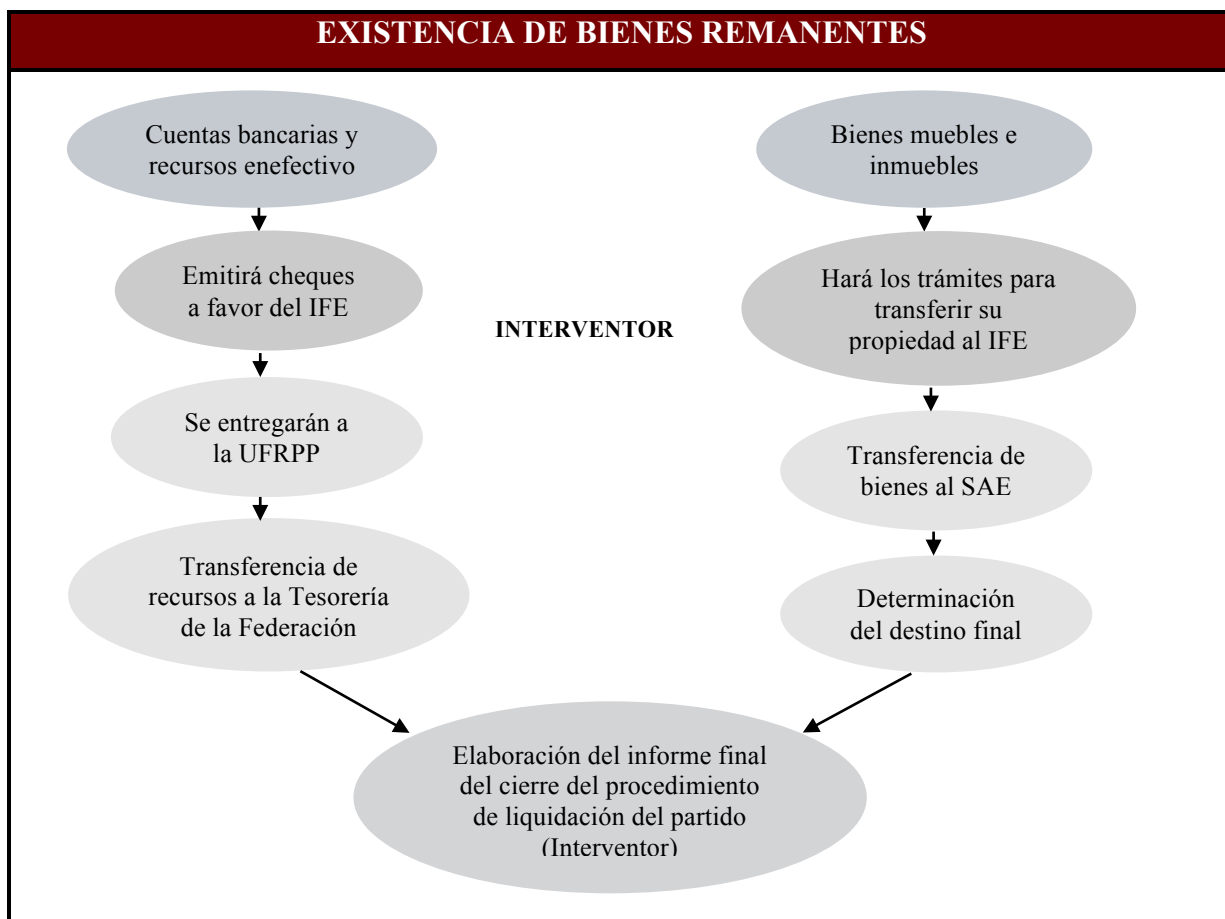 EXISTENCIA DE BIENES REMANENTES
Cuentas bancarias y
recursos enefectivo
Emitirá cheques
a favor del IFE
Se entregarán a
la UFRPP
Transferencia de
recursos a la Tesorería
de la Federación
INTERVENTOR
Bienes muebles e
inmuebles
Hará los trámites para
transferir su
propiedad al IFE
Transferencia de
bienes al SAE
Determinación
del destino final
Elaboración del informe final
del cierre del procedimiento
de liquidación del partido
(Interventor)